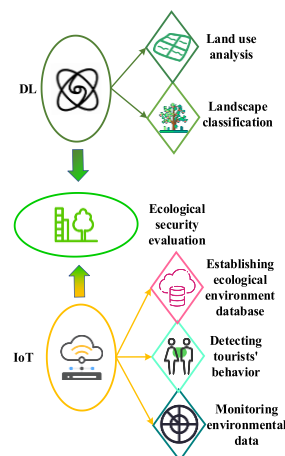 Land use
analysis
DL
Landscape
classification
Ecological
security
evaluation
Establishing
ecological
environment
database
Detecting
tourists'
behavior
IoT
Monitoring
environmental
data